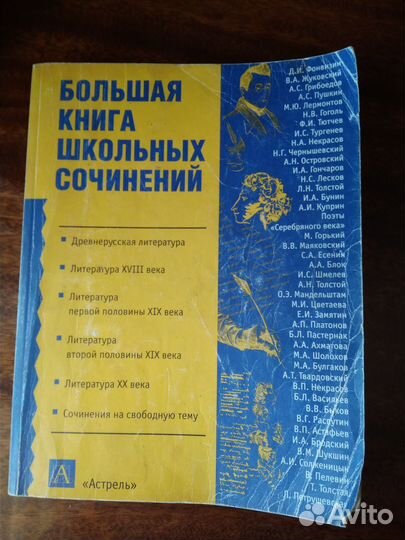 БОЛЬШАЯ
КНИГА
ШКОЛЬНЫХ
СОЧИНЕНИЙ
Древнерусская литература
Литература XVIII века
Литература
первой половины XIX века
Литература
второй половины XIX века
Литература XX века
Сочинения на свободную тему
А
«Астрель»
Д.И. Фонвизин
В.А. Жуковский
А.С. Грибоедов
А.С. Пушкин
М.Ю. Лермонтов
Н.В. Гоголь
Ф.И. Тютчев
И.С. Тургенев
Н.А. Некрасов
Н.Г. Чернышевский
А.Н. Островский
И.А. Гончаров
Н.С. Лесков
Л.Н. Толстой
И.А. Бунин
А.И. Куприн
Поэты
«Серебряного века»
М. Горький
В.В. Маяковский
С.А. Есенин
А.А. Блок
И.С. Шмелев
А.Н. Толстой
О.Э. Мандельштам
М.И. Цветаева
Е.И. Замятин
А.П. Платонов
Б.Л. Пастернак
А.А. Ахматова
М.А. Шолохов
М.А. Булгаков
А.Т. Твардовский
В.П. Некрасов
Б.Л. Васильев
В.В. Быков
В.Г. Распутин
В.П. Астафьев
И.А. Бродский
В.М. Шукшин
А.И. Солженицын
В. Пелевин
Т. Толстая
Л. Петрушевская
Avito